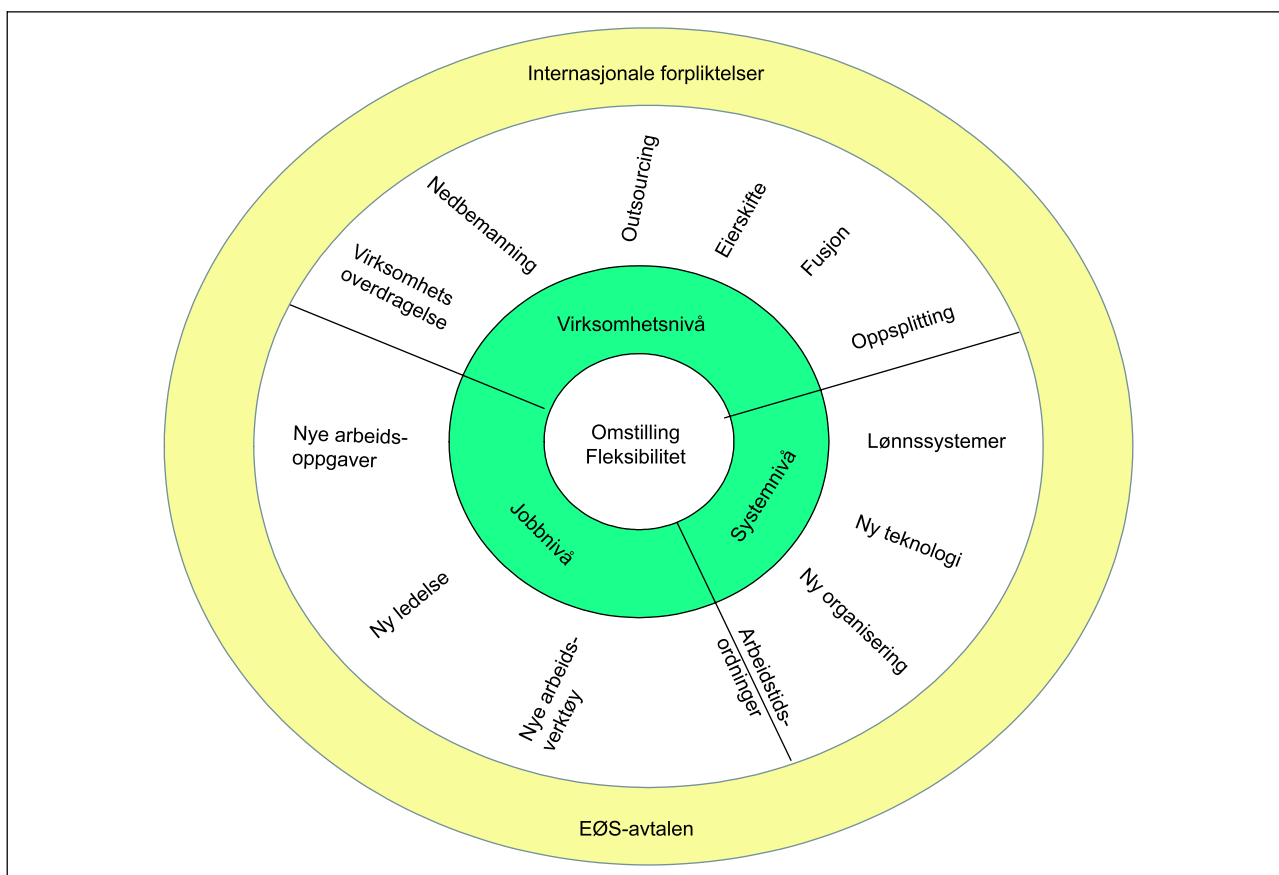 Internasjonale forpliktelser
Virksomhets
overdragelse
Nedbemanning
Outsourcing
Eierskifte
Fusjon
Oppsplitting
Virksomhetsnivå
Omstilling
Fleksibilitet
Systemnivå
Jobbnivå
Lønnssystemer
Ny teknologi
Ny organisering
Arbeidstids-
ordninger
Nye arbeids-
verktøy
Ny ledelse
Nye arbeids-
oppgaver
EØS-avtalen